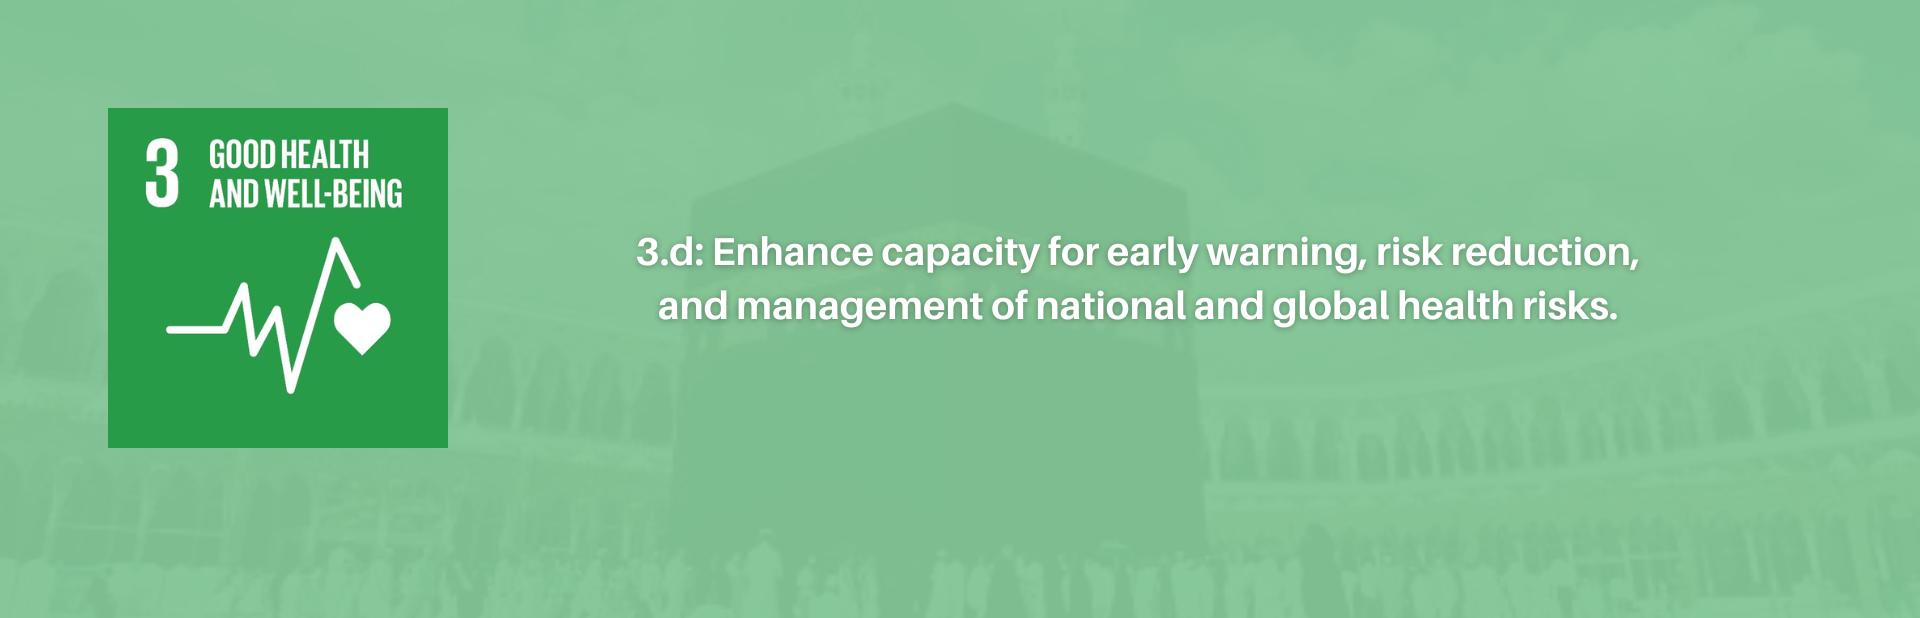 3
GOOD HEALTH
AND WELL-BEING
3.d: Enhance capacity for early warning, risk reduction,
and management of national and global health risks.